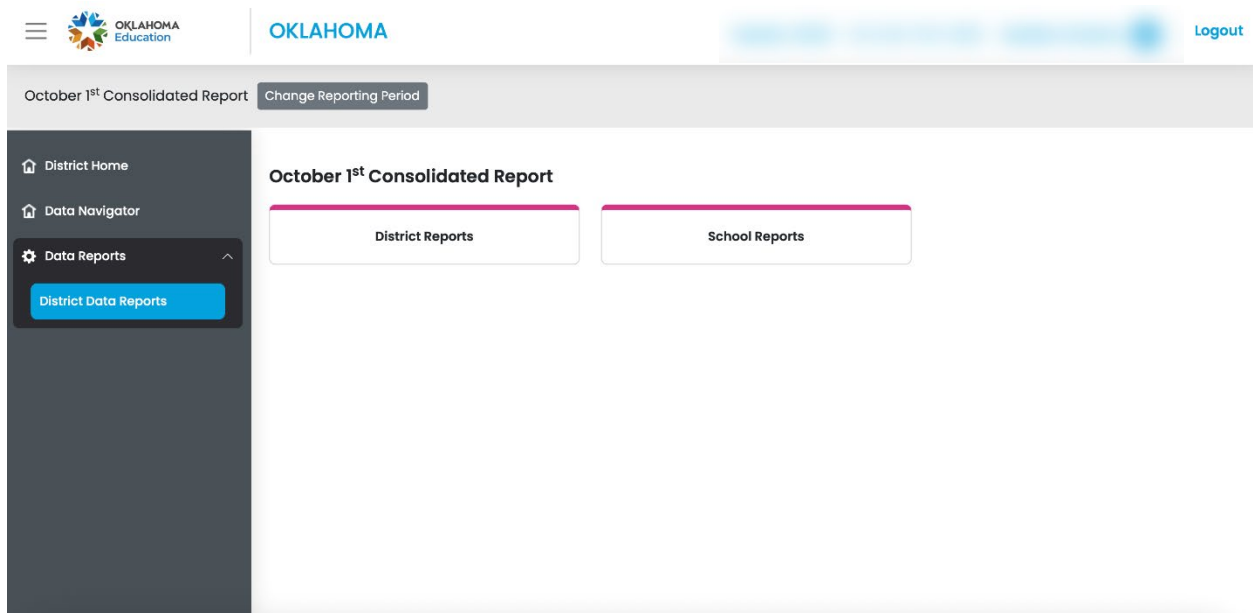 OKLAHOMA
Education
OKLAHOMA
Logout
October 1st Consolidated Report Change Reporting Period
District Home
Data Navigator
Data Reports
District Data Reports
October 1st Consolidated Report
District Reports
School Reports